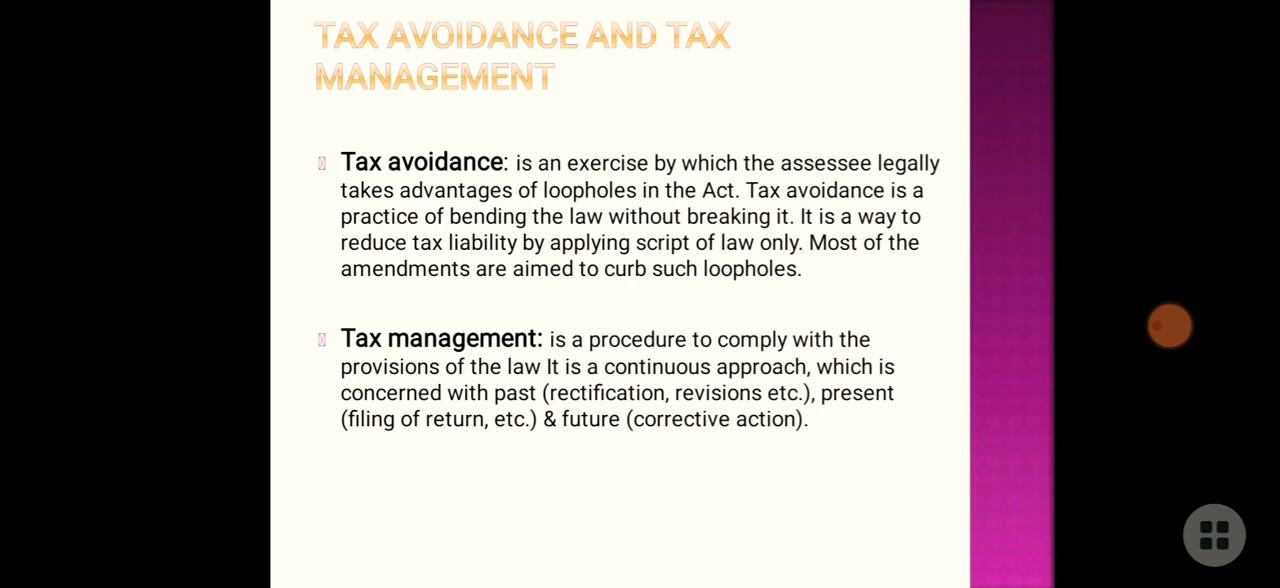 TAX AVOIDANCE AND TAX
MANAGEMENT
Tax avoidance: is an exercise by which the assessee legally
takes advantages of loopholes in the Act. Tax avoidance is a
practice of bending the law without breaking it. It is a way to
reduce tax liability by applying script of law only. Most of the
amendments are aimed to curb such loopholes.
Tax management: is a procedure to comply with the
provisions of the law It is a continuous approach, which is
concerned with past (rectification, revisions etc.), present
(filing of return, etc.) & future (corrective action).